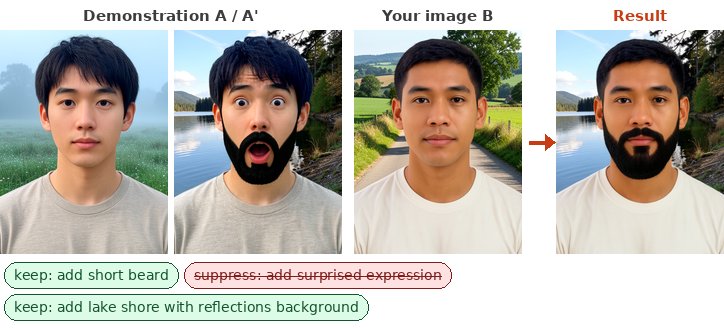 Demonstration A / A'
Your image B
Result
keep: add short beard
suppress: add surprised expression
keep: add lake shore with reflections background